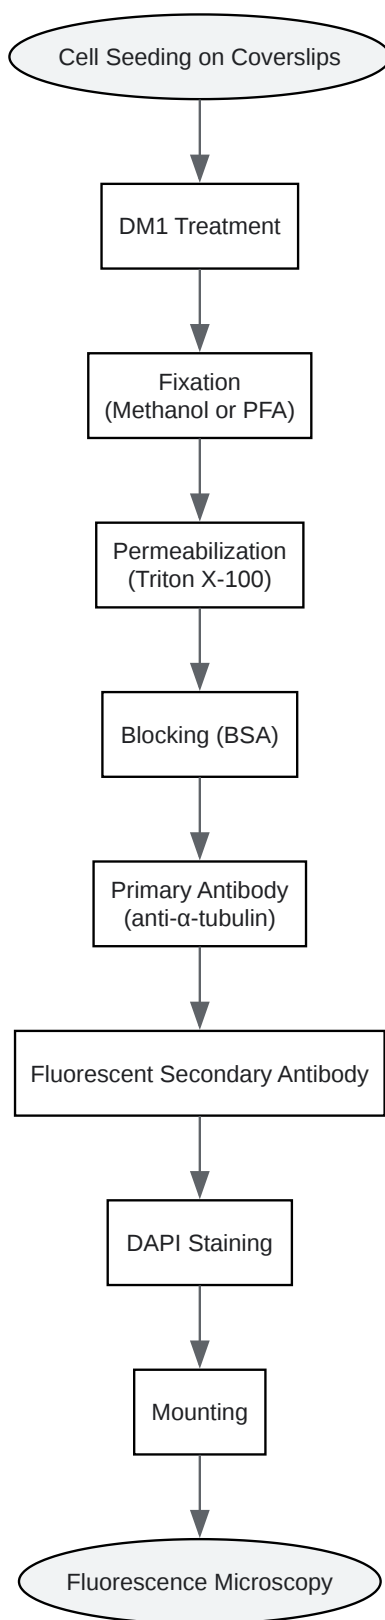 Cell Seeding on Coverslips
DM1 Treatment
Fixation
(Methanol or PFA)
Permeabilization
(Triton X-100)
Blocking (BSA)
Primary Antibody
(anti-α-tubulin)
Fluorescent Secondary Antibody
DAPI Staining
Mounting
Fluorescence Microscopy